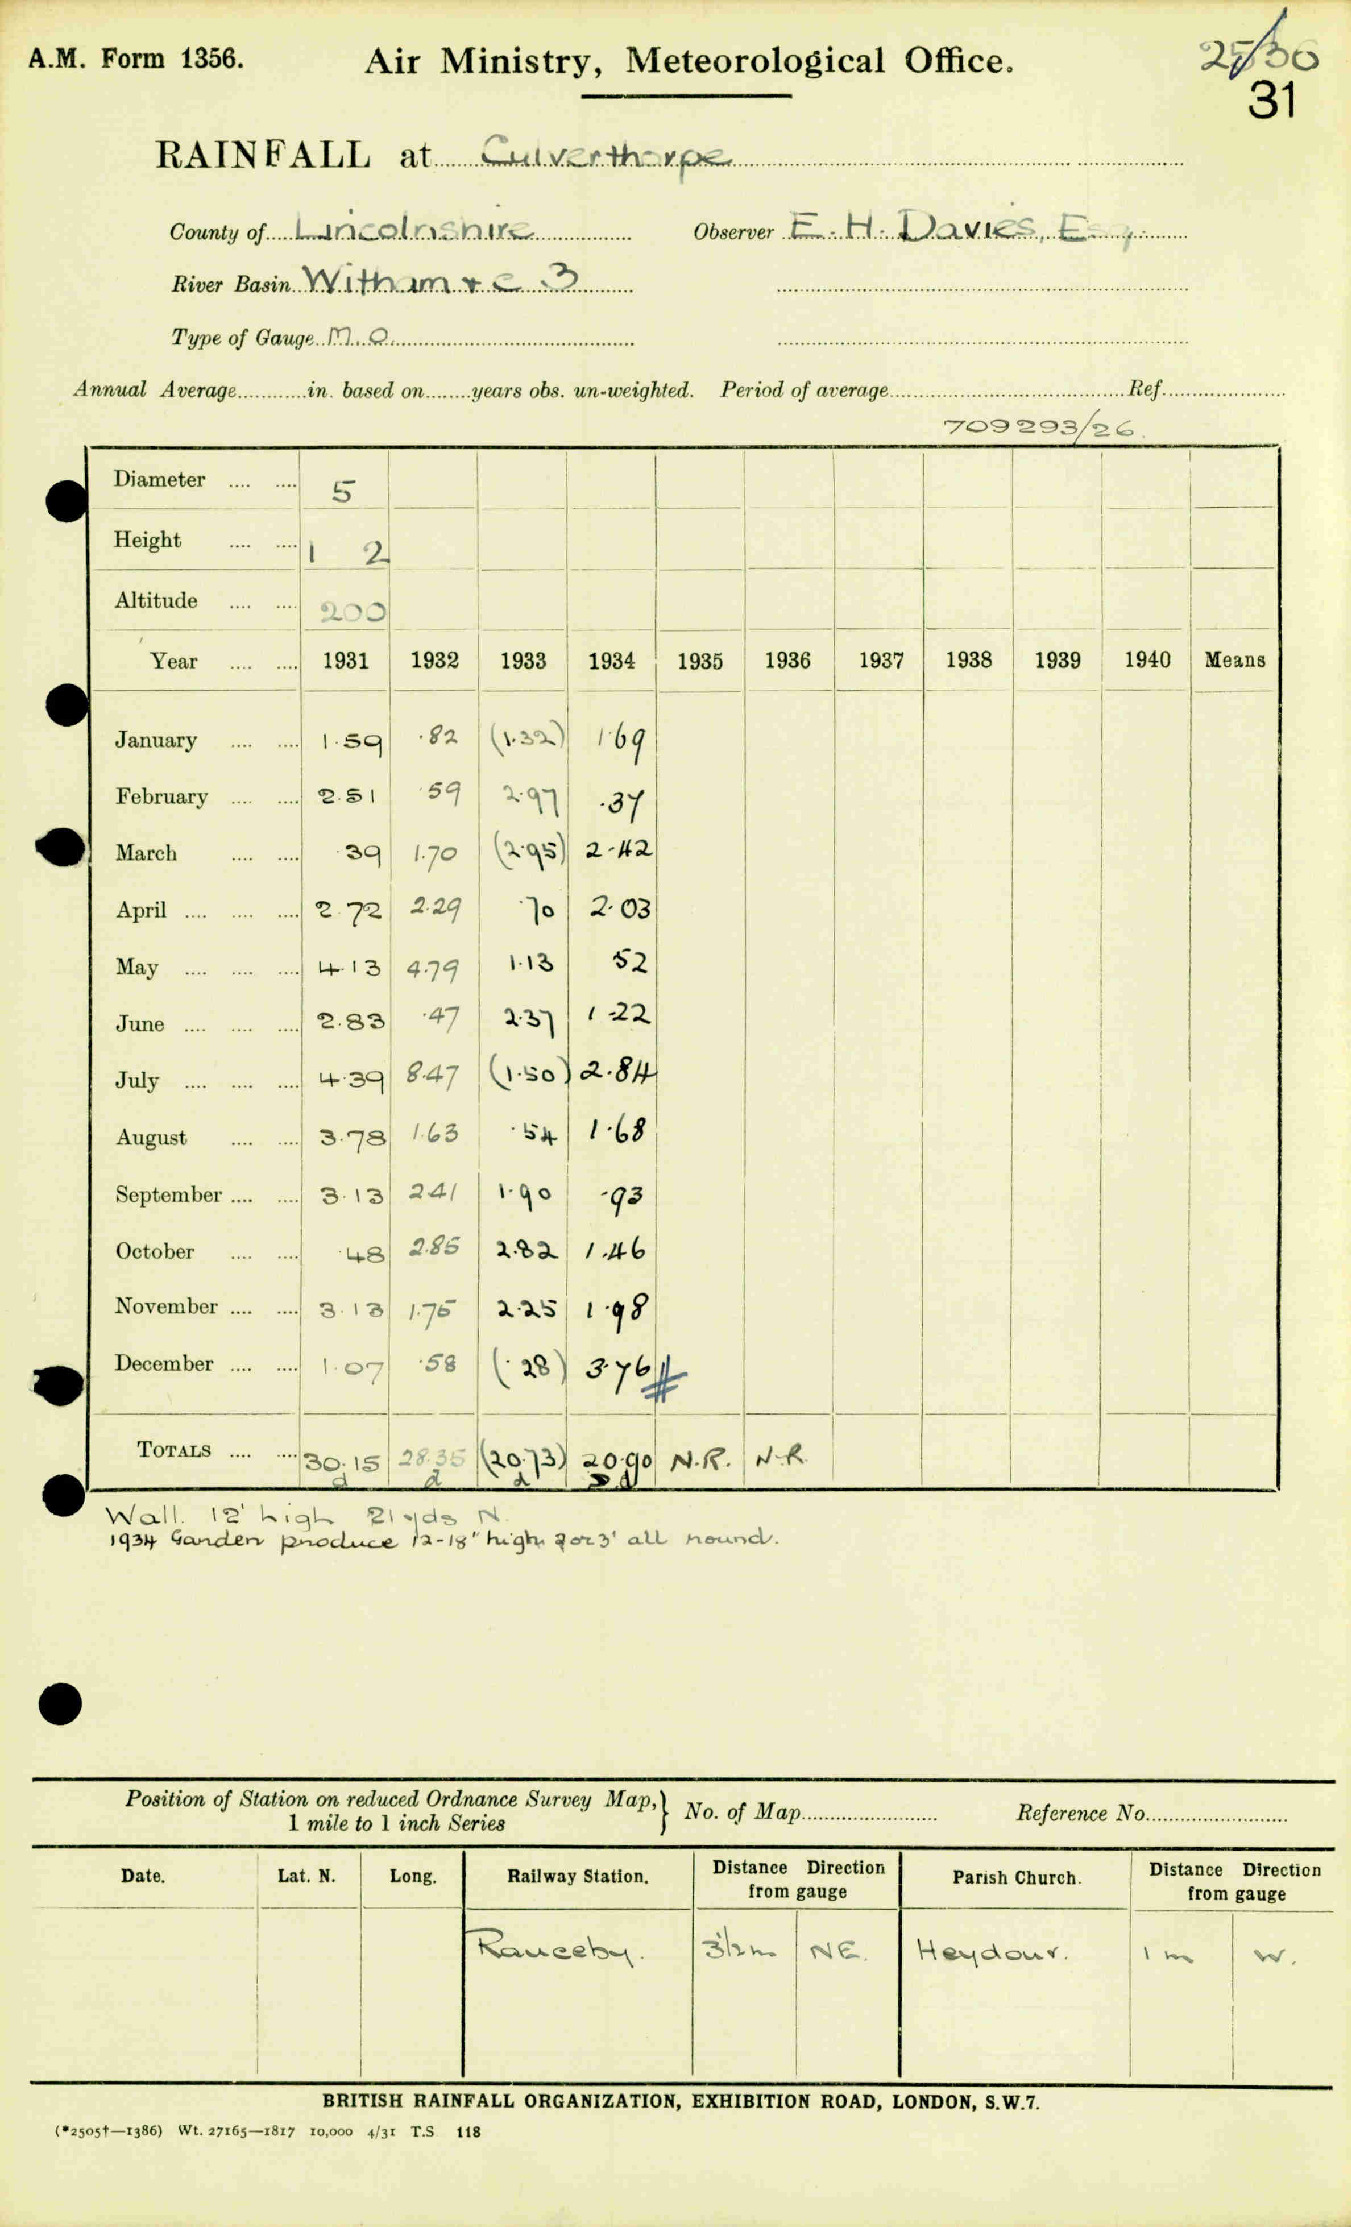 A.M. Form 1356. Air Ministry, Meteorological Office. 25/36
31
RAINFALL at Culverthorpe
County of Lincolnshire Observer E. H. Davies, Esq.
River Basin Witham & c 3
Type of Gauge M.O.
Annual Average in. based on years obs. un-weighted. Period of average Ref.
709293/26
Diameter 5
Height 1 2
Altitude 200
Year 1931 1932 1933 1934 1935 1936 1937 1938 1939 1940 Means
January 1.59 .82 (1.32) 1.69
February 2.51 .59 2.97 .37
March .39 1.70 (2.95) 2.42
April 2.72 2.29 .70 2.03
May 4.13 4.79 1.13 .52
June 2.83 .47 2.37 1.22
July 4.39 8.47 (1.50) 2.84
August 3.78 1.63 .54 1.68
September 3.13 2.41 1.90 .93
October .48 2.85 2.82 1.46
November 3.13 1.75 2.25 1.98
December 1.07 .58 (.28) 3.76
TOTALS 30.15 28.35 (20.73) 20.90 N.R. N.R.
d d d d
Wall 12' high 21 yds N.
1934 Garden produce 12-18" high 2 or 3' all round.
Position of Station on reduced Ordnance Survey Map,
1 mile to 1 inch Series No. of Map Reference No.
Date. Lat. N. Long. Railway Station. Distance Direction from gauge Parish Church. Distance Direction from gauge
Rauceby. 3½ m NE. Heydour. 1 m W.
BRITISH RAINFALL ORGANIZATION, EXHIBITION ROAD, LONDON, S.W.7.
(*2505†—1386) Wt. 27165—1817 10,000 4/31 T.S 118